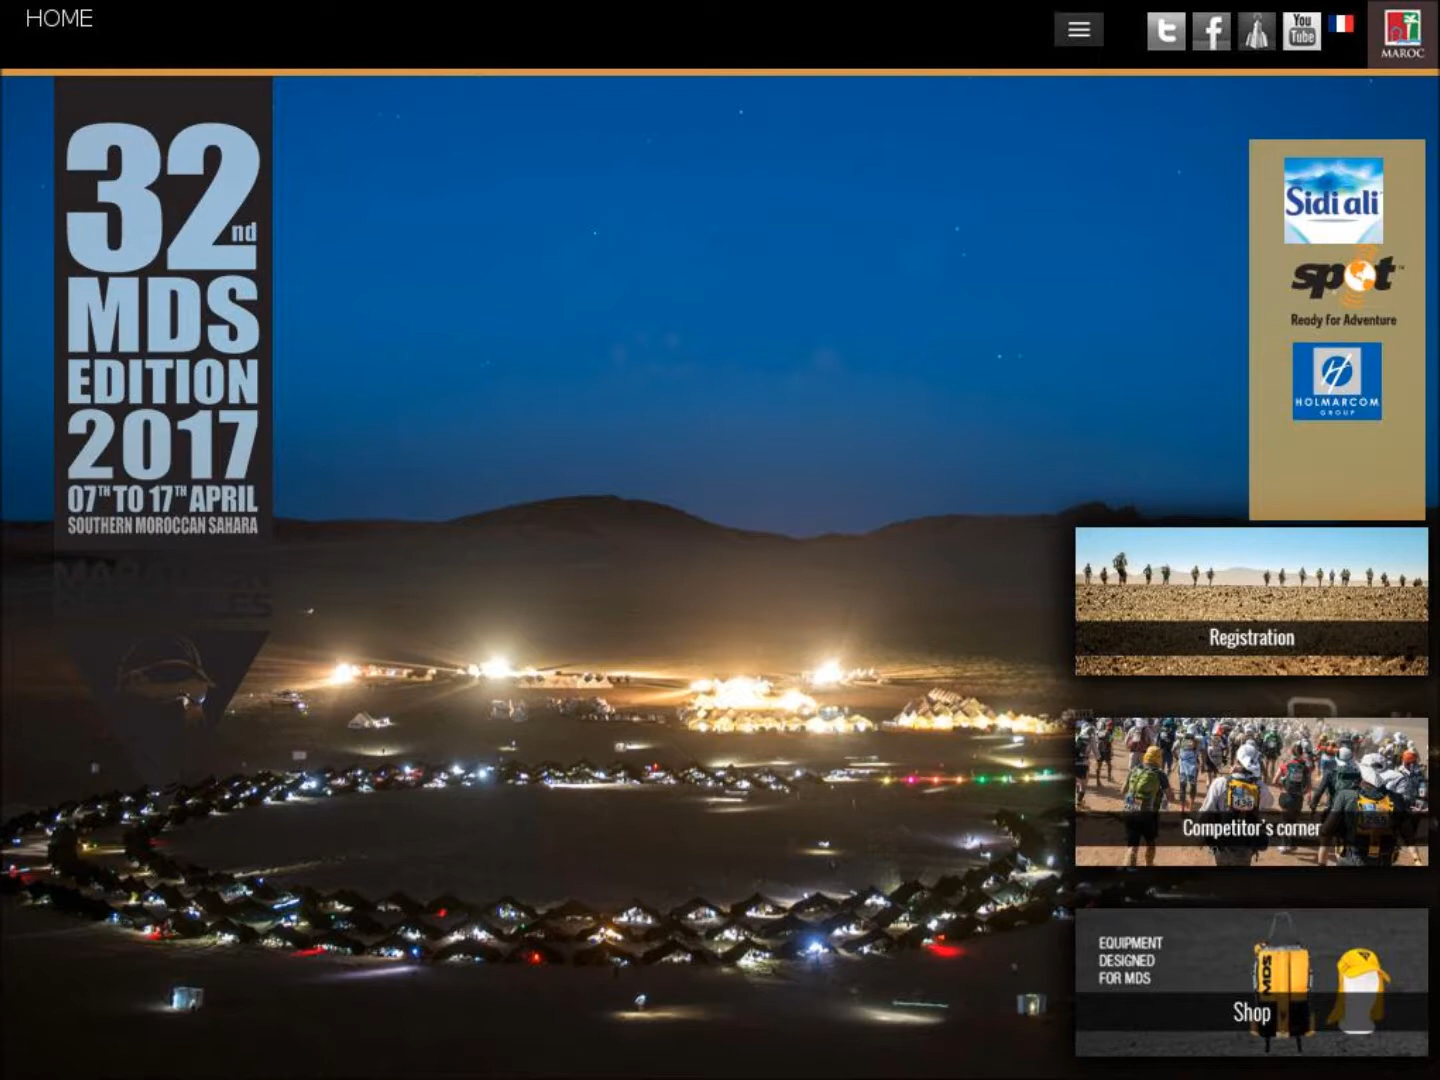 HOME
You
Tube
MAROC
32nd
MDS
EDITION
2017
07TH TO 17TH APRIL
SOUTHERN MOROCCAN SAHARA
Sidi ali
spot
Ready for Adventure
HOLMARCOM
GROUP
Registration
Competitor's corner
EQUIPMENT
DESIGNED
FOR MDS
MDS
Shop